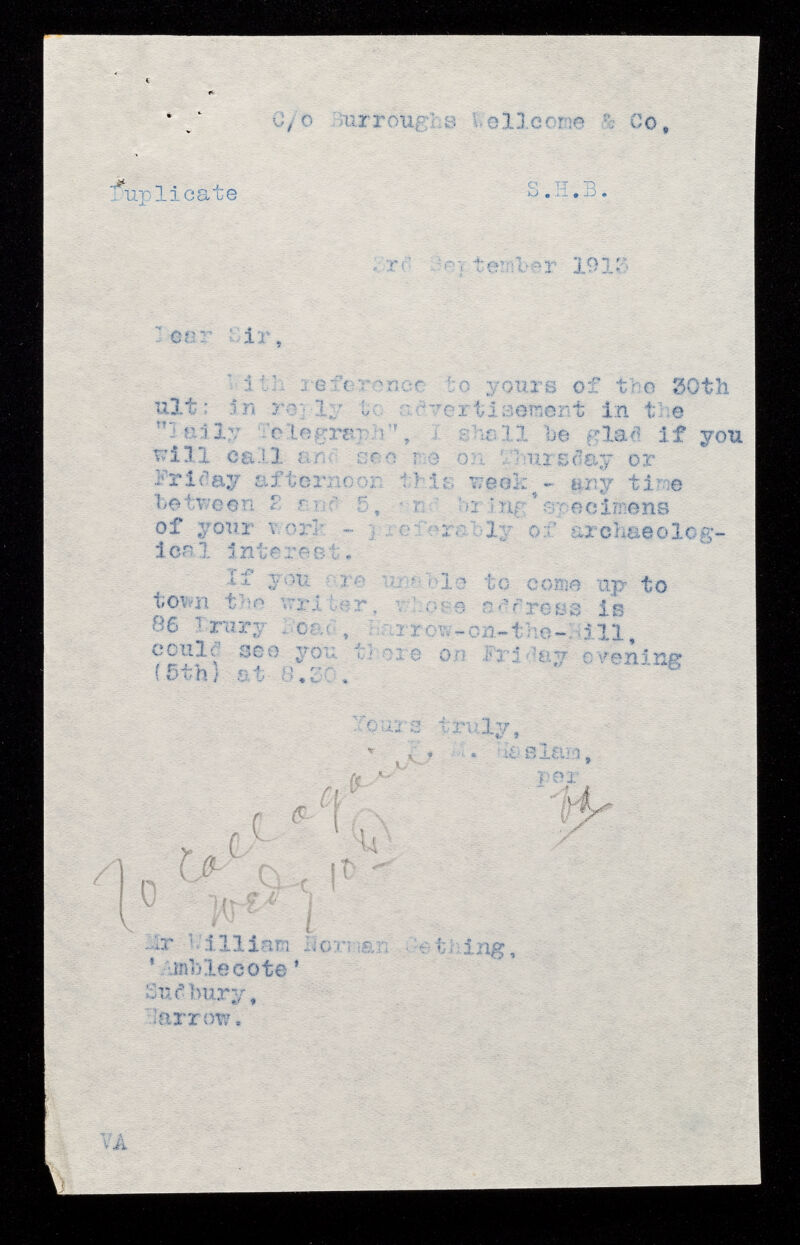 C/o Burroughs Wellcome & Co,
Duplicate
S.H.B.
3rd September 1913
Dear Sir,
With reference to yours of the 30th
ult: in reply to advertisement in the
"Daily Telegraph", I shall be glad if you
will call and see me on Thursday or
Friday afternoon this week,- any time
between 2 and 5, and bring specimens
of your work - preferably of archaeolog-
ical interest.
If you are unable to come up to
town the writer, whose address is
86 Drury Road, Harrow-on-the-Hill,
could see you there on Friday evening
(5th) at 8.30.
Yours truly,
F. M. Haslam,
per
VA
To call again
Wedy 10th
Mr William Norman Gething,
'Amblecote'
Sudbury,
Harrow.
VA